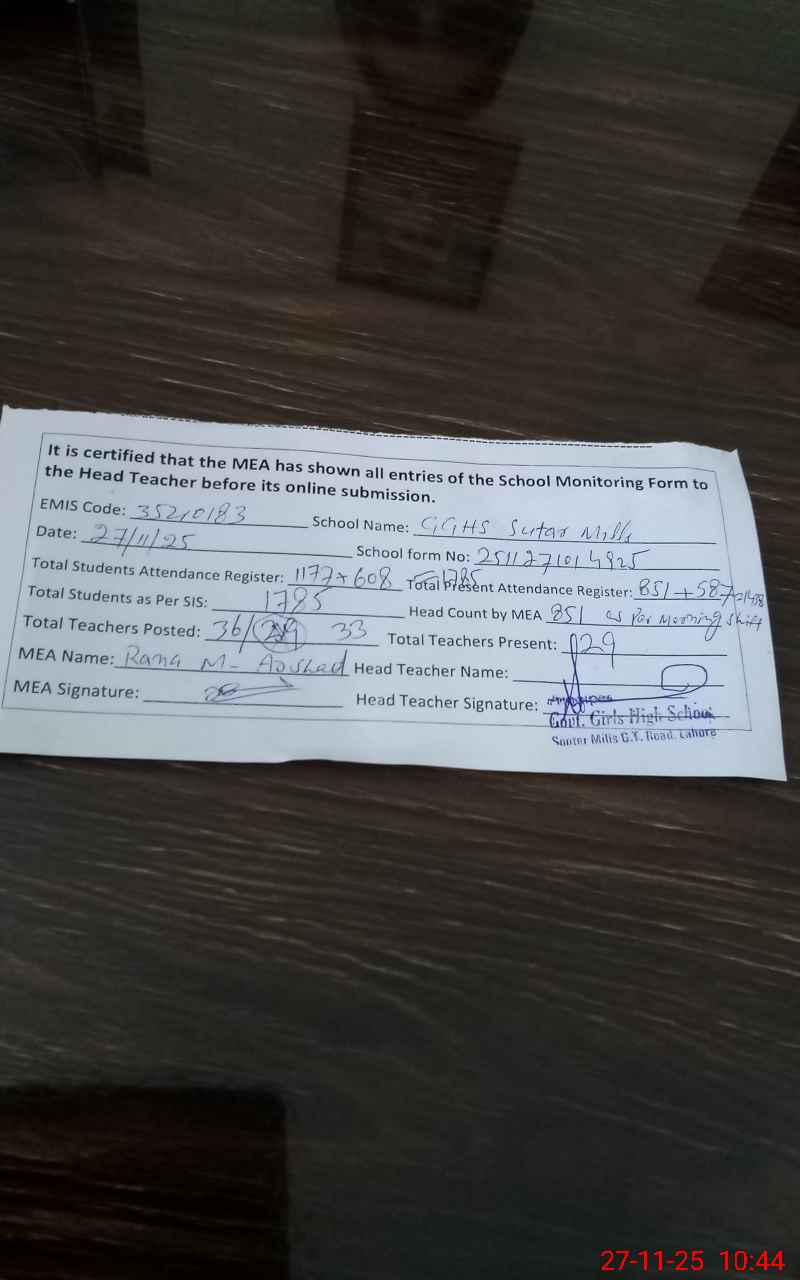 It is certified that the MEA has shown all entries of the School Monitoring Form to
the Head Teacher before its online submission.
EMIS Code: 35210183 School Name: GGHS Sutar Mills
Date: 27/11/25 School form No: 2511271014925
Total Students Attendance Register: 1177+608 =1785 Total Present Attendance Register: 851+587=1438
Total Students as Per SIS: 1785 Head Count by MEA 851 as Per Morning Shift
Total Teachers Posted: 36/ 33 Total Teachers Present: 29
MEA Name: Rana M- Arshad Head Teacher Name:
MEA Signature: Head Teacher Signature:
Govt. Girls High School
Sooter Mills G.T. Road, Lahore
27-11-25 10:44